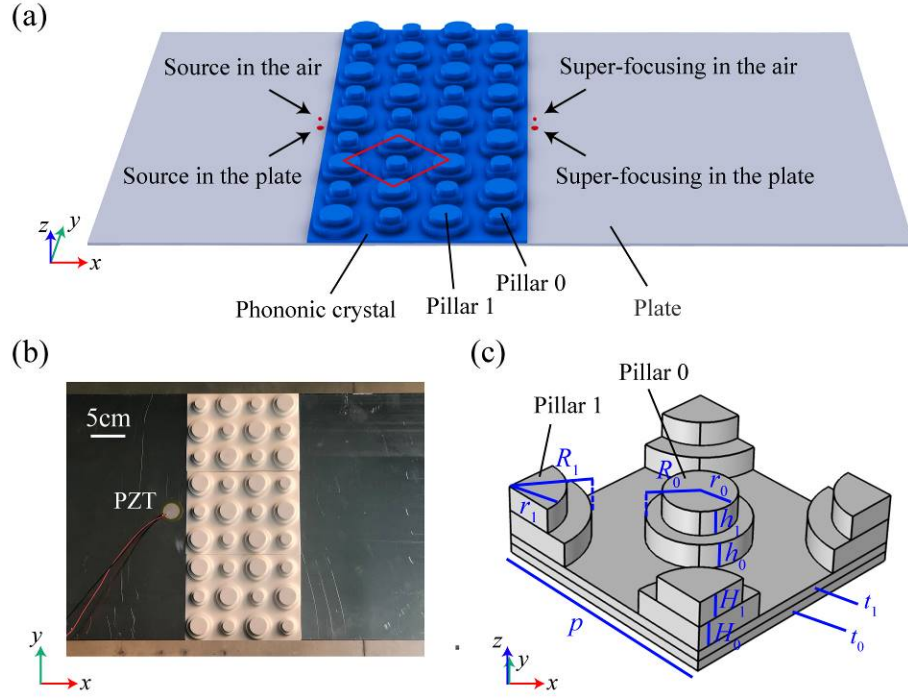 (a)
Source in the air
Super-focusing in the air
Source in the plate
Super-focusing in the plate
z
y
x
Phononic crystal
Pillar 1
Pillar 0
Plate
(b)
5cm
PZT
y
x
(c)
Pillar 0
Pillar 1
R₁
R₀
r₀
r₁
h₁
h₀
H₁
H₀
p
t₁
t₀
z
y
x